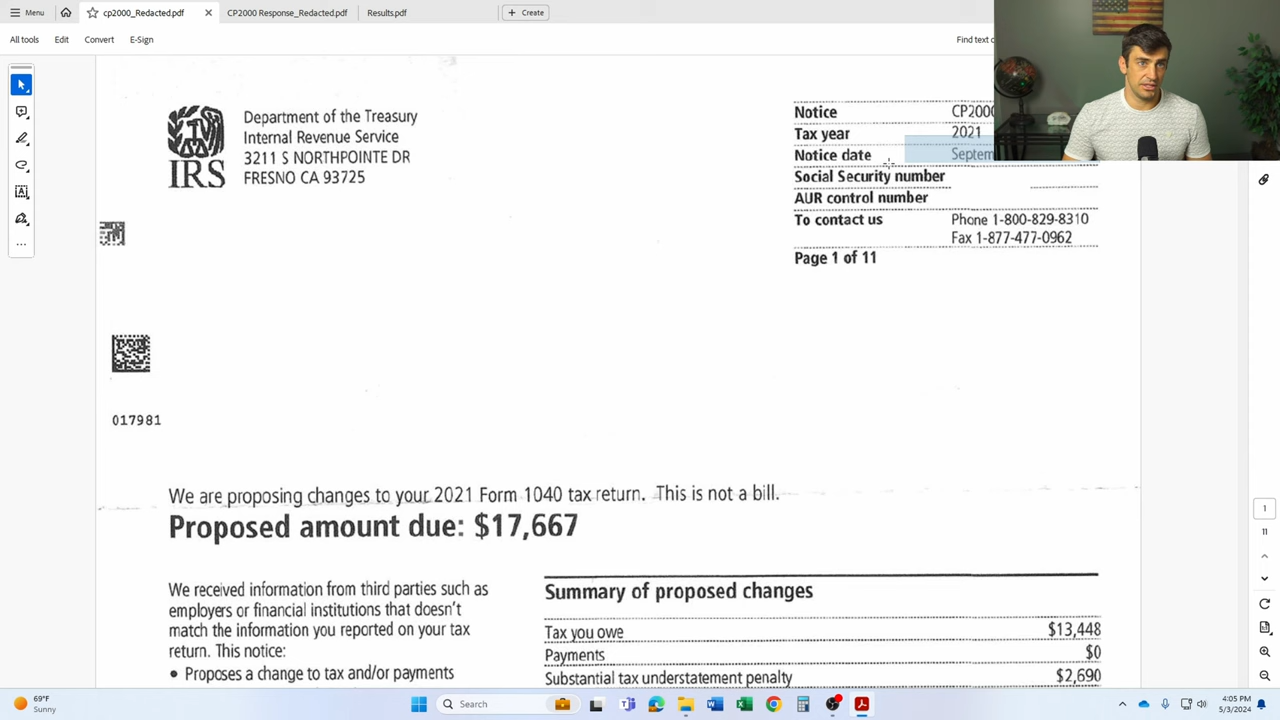 Menu
cp2000_Redacted.pdf
CP2000 Response_Redacted.pdf
Results.pdf
Create
All tools
Edit
Convert
E-Sign
Find text
Department of the Treasury
Internal Revenue Service
3211 S NORTHPOINTE DR
FRESNO CA 93725
IRS
Notice CP2000
Tax year 2021
Notice date Septem
Social Security number
AUR control number
To contact us Phone 1-800-829-8310
Fax 1-877-477-0962
Page 1 of 11
017981
We are proposing changes to your 2021 Form 1040 tax return. This is not a bill.
Proposed amount due: $17,667
We received information from third parties such as
employers or financial institutions that doesn't
match the information you reported on your tax
return. This notice:
• Proposes a change to tax and/or payments
Summary of proposed changes
Tax you owe $13,448
Payments $0
Substantial tax understatement penalty $2,690
1
11
69°F
Sunny
Search
4:05 PM
5/3/2024